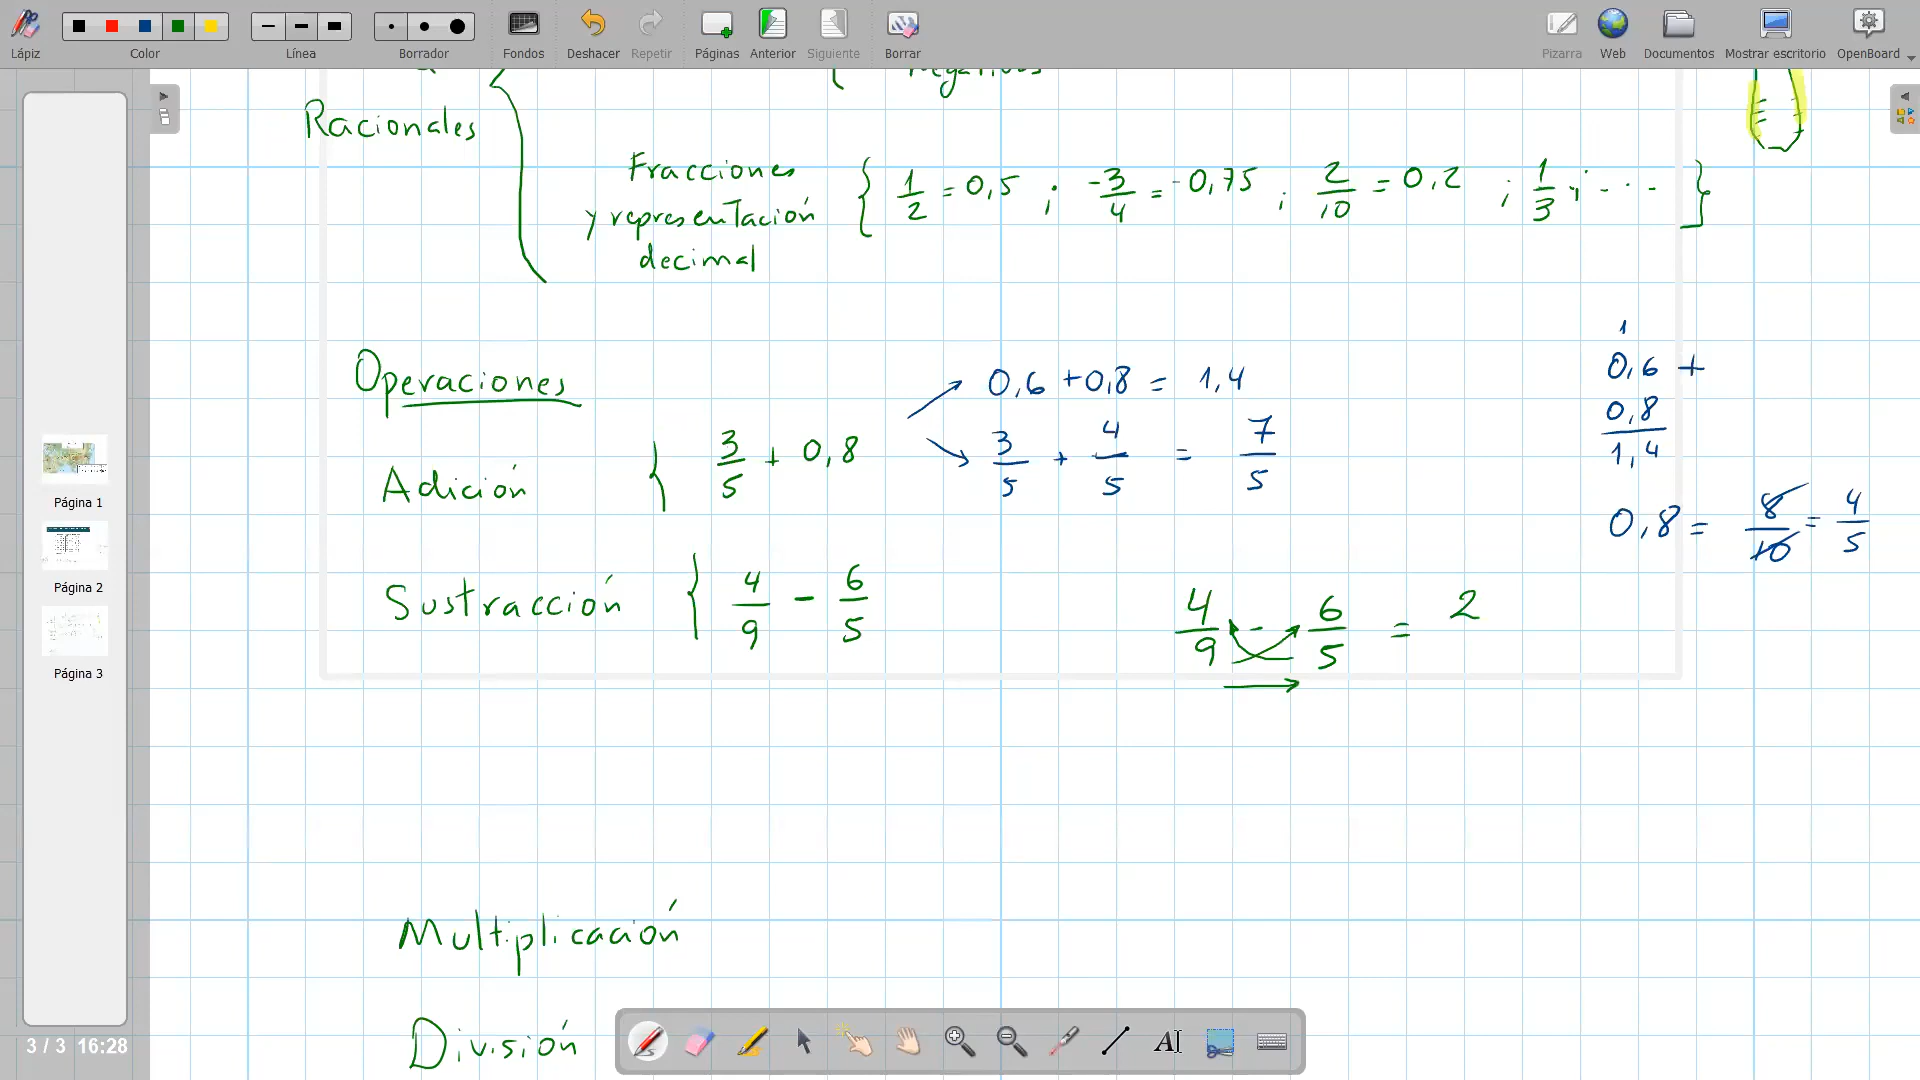 Lápiz Color Línea Borrador Fondos Deshacer Repetir Páginas Anterior Siguiente Borrar Pizarra Web Documentos Mostrar escritorio OpenBoard
Negativos
Racionales
Fracciones
y representación
decimal
{ 1/2 = 0,5 ; -3/4 = -0,75 ; 2/10 = 0,2 ; 1/3 ; ... }
Operaciones
0,6 + 0,8 = 1,4
Adición { 3/5 + 0,8
3/5 + 4/5 = 7/5
1
0,6 +
0,8
1,4
0,8 = 8/10 = 4/5
Sustracción { 4/9 - 6/5
4/9 - 6/5 = 2
Multiplicación
División
Página 1
Página 2
Página 3
3 / 3 16:28
AI